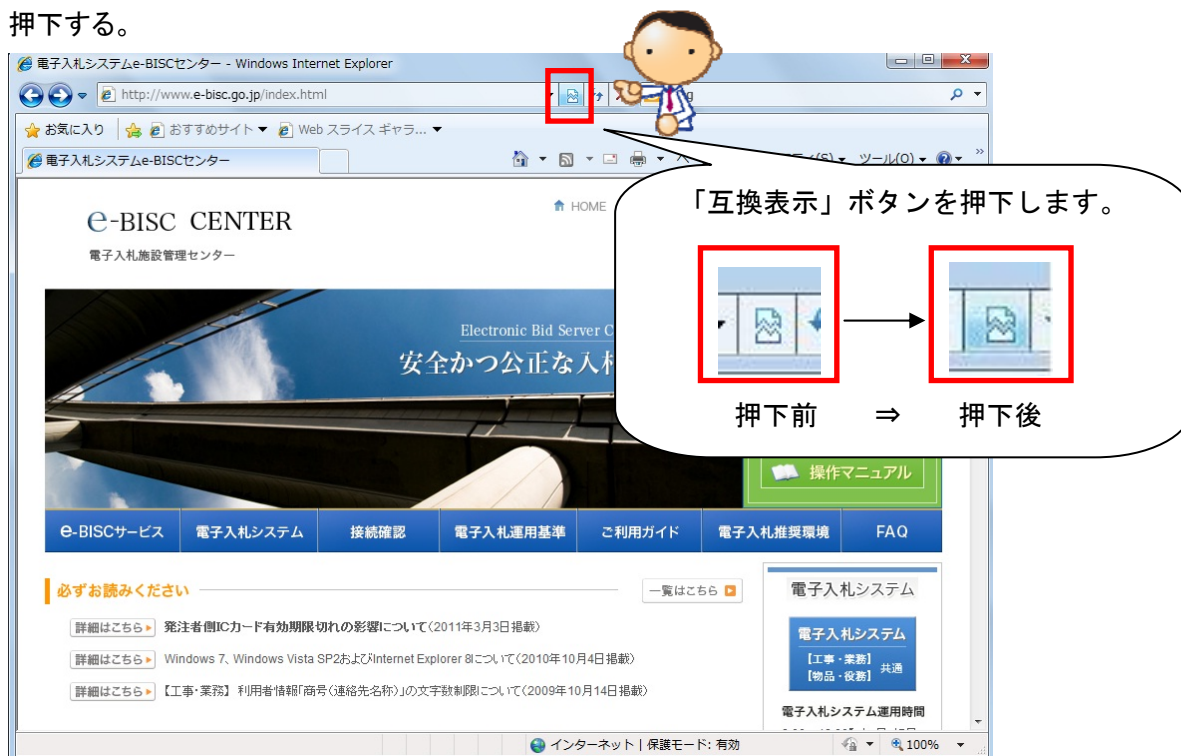 押下する。
電子入札システムe-BISCセンター - Windows Internet Explorer
http://www.e-bisc.go.jp/index.html
お気に入り おすすめサイト ▼ Web スライス ギャラ... ▼
電子入札システムe-BISCセンター
ツール(O)
「互換表示」ボタンを押下します。
押下前 ⇒ 押下後
e-BISC CENTER
電子入札施設管理センター
HOME
Electronic Bid Server C
安全かつ公正な入札
操作マニュアル
e-BISCサービス 電子入札システム 接続確認 電子入札運用基準 ご利用ガイド 電子入札推奨環境 FAQ
必ずお読みください
一覧はこちら
詳細はこちら 発注者側ICカード有効期限切れの影響について(2011年3月3日掲載)
詳細はこちら Windows 7、Windows Vista SP2およびInternet Explorer 8について(2010年10月4日掲載)
詳細はこちら 【工事・業務】 利用者情報「商号(連絡先名称)」の文字数制限について(2009年10月14日掲載)
電子入札システム
電子入札システム
【工事・業務】
【物品・役務】 共通
電子入札システム運用時間
インターネット | 保護モード: 有効
100%